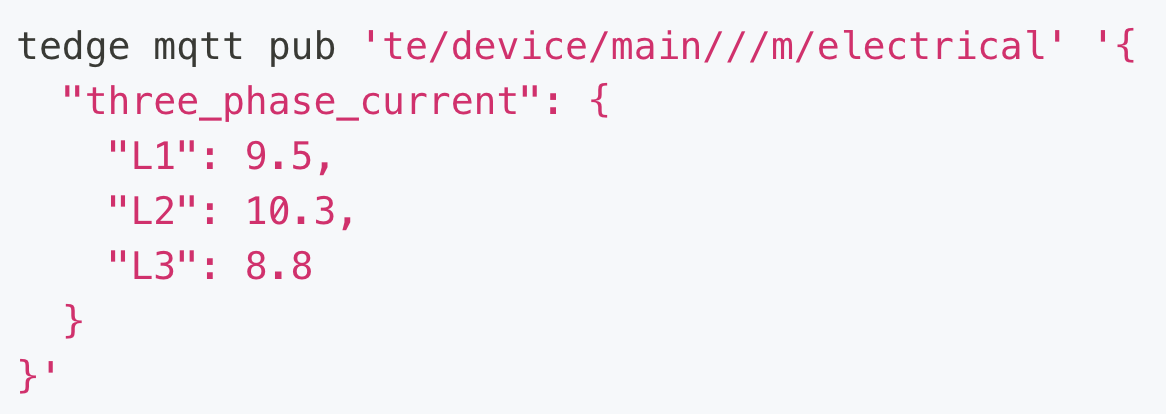 tedge mqtt pub 'te/device/main///m/electrical' '{
  "three_phase_current": {
    "L1": 9.5,
    "L2": 10.3,
    "L3": 8.8
  }
}'